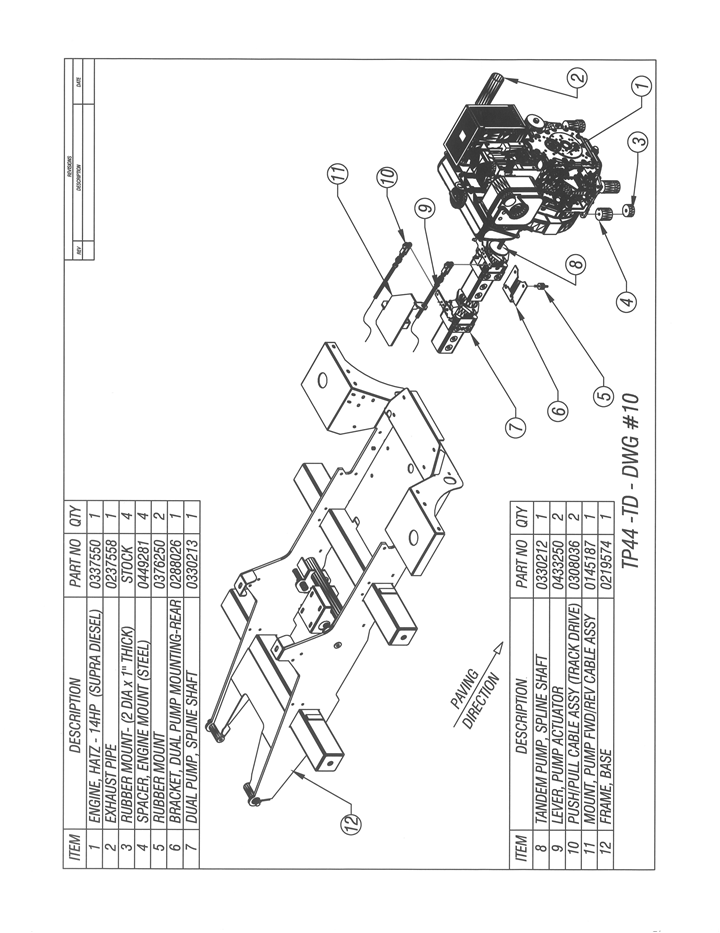 REVISIONS
REV DESCRIPTION DATE
ITEM DESCRIPTION PART NO QTY
1 ENGINE, HATZ - 14HP (SUPRA DIESEL) 0337550 1
2 EXHAUST PIPE 0237558 1
3 RUBBER MOUNT- (2 DIA x 1" THICK) STOCK 4
4 SPACER, ENGINE MOUNT (STEEL) 0449281 4
5 RUBBER MOUNT 0376250 2
6 BRACKET, DUAL PUMP MOUNTING-REAR 0288026 1
7 DUAL PUMP, SPLINE SHAFT 0330213 1
12
PAVING
DIRECTION
11
10
9
2
1
3
4
8
5
6
7
ITEM DESCRIPTION PART NO QTY
8 TANDEM PUMP, SPLINE SHAFT 0330212 1
9 LEVER, PUMP ACTUATOR 0433250 2
10 PUSH/PULL CABLE ASSY (TRACK DRIVE) 0308036 2
11 MOUNT, PUMP FWD/REV CABLE ASSY 0145187 1
12 FRAME, BASE 0219574 1
TP44 -TD - DWG #10